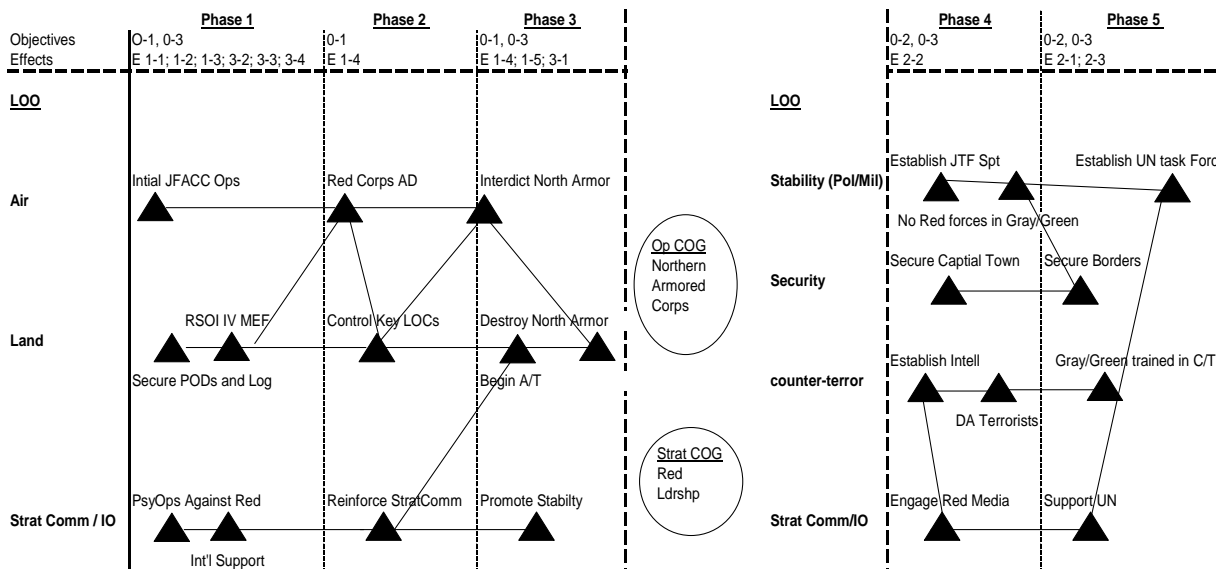 Phase 1 Phase 2 Phase 3 Phase 4 Phase 5
Objectives O-1, 0-3 0-1 0-1, 0-3 0-2, 0-3 0-2, 0-3
Effects E 1-1; 1-2; 1-3; 3-2; 3-3; 3-4 E 1-4 E 1-4; 1-5; 3-1 E 2-2 E 2-1; 2-3
LOO LOO
Intial JFACC Ops Red Corps AD Interdict North Armor
Air
Establish JTF Spt Establish UN task Ford
Stability (Pol/Mil)
No Red forces in Gray/Green
Op COG
Northern
Armored
Corps
Secure Captial Town Secure Borders
Security
RSOI IV MEF Control Key LOCs Destroy North Armor
Land
Secure PODs and Log Begin A/T
Establish Intell Gray/Green trained in C/T
counter-terror
DA Terrorists
Strat COG
Red
Ldrshp
PsyOps Against Red Reinforce StratComm Promote Stabilty
Strat Comm / IO
Int'l Support
Engage Red Media Support UN
Strat Comm/IO